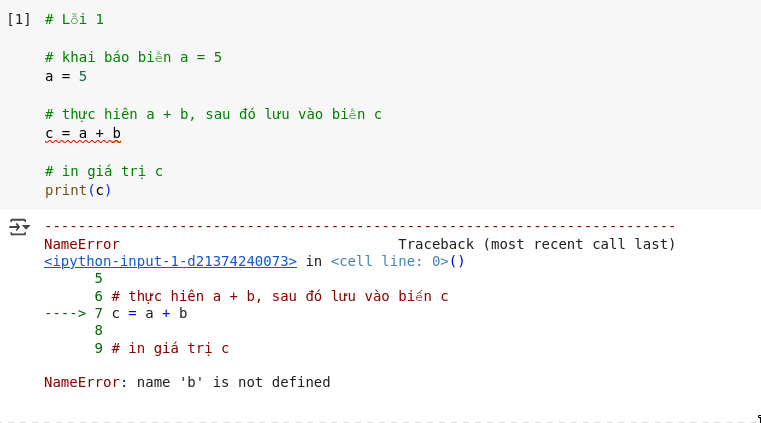 [1] # Lỗi 1
# khai báo biến a = 5
a = 5
# thực hiên a + b, sau đó lưu vào biến c
c = a + b
# in giá trị c
print(c)
---------------------------------------------------------------------------
NameError                                 Traceback (most recent call last)
<ipython-input-1-d21374240073> in <cell line: 0>()
      5
      6 # thực hiên a + b, sau đó lưu vào biến c
----> 7 c = a + b
      8
      9 # in giá trị c
NameError: name 'b' is not defined